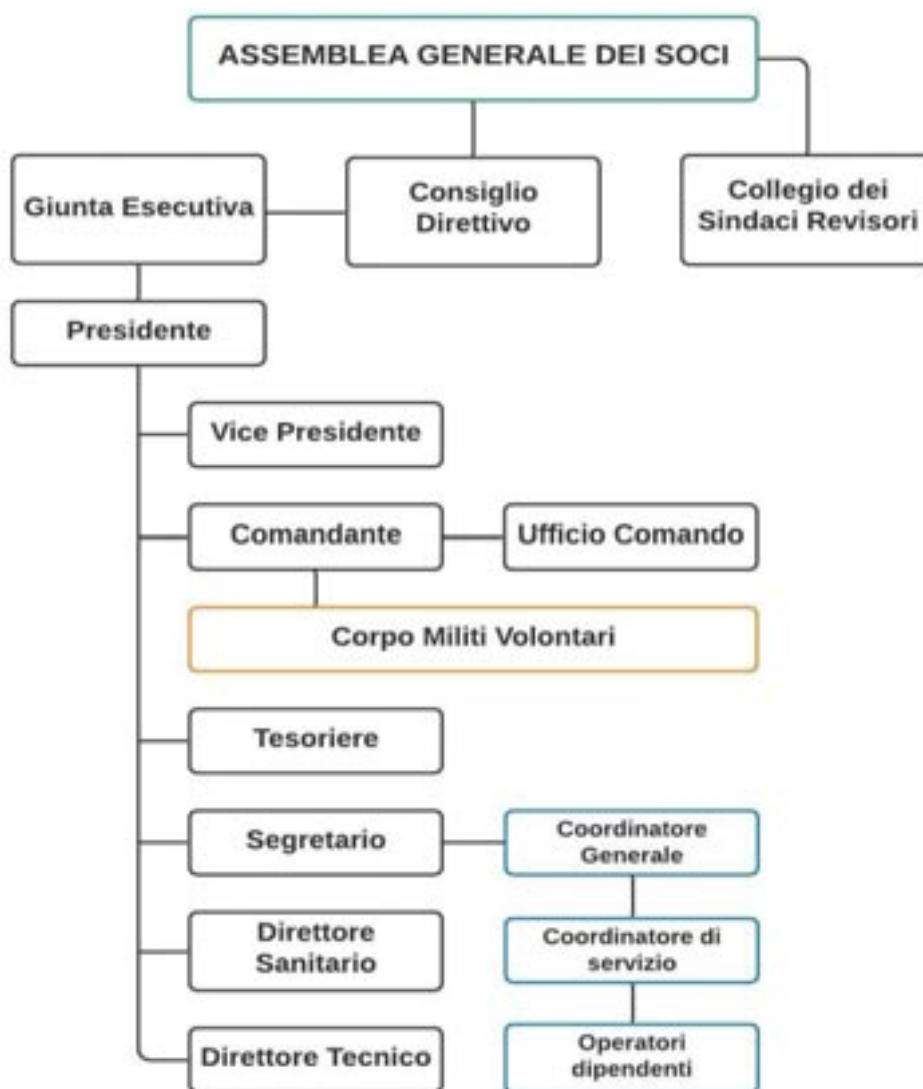 ASSEMBLEA GENERALE DEI SOCI
Giunta Esecutiva
Consiglio
Direttivo
Collegio dei
Sindaci Revisori
Presidente
Vice Presidente
Comandante
Ufficio Comando
Corpo Militi Volontari
Tesoriere
Segretario
Coordinatore
Generale
Direttore
Sanitario
Coordinatore di
servizio
Direttore Tecnico
Operatori
dipendenti